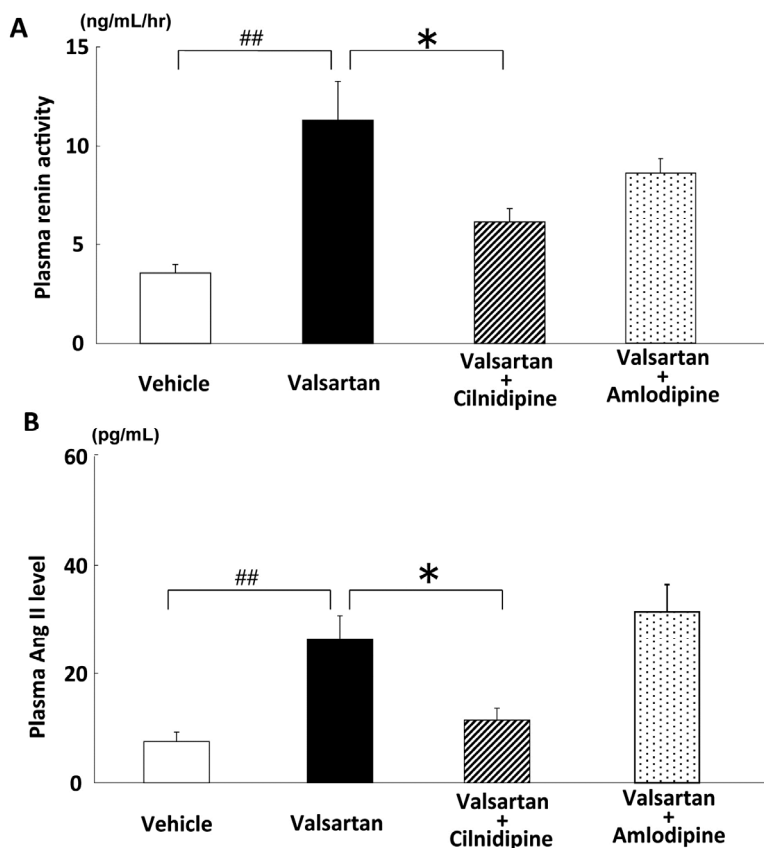 A
(ng/mL/hr)
Plasma renin activity
15
10
5
0
##
*
Vehicle
Valsartan
Valsartan
+
Cilnidipine
Valsartan
+
Amlodipine
B
(pg/mL)
Plasma Ang II level
60
40
20
0
##
*
Vehicle
Valsartan
Valsartan
+
Cilnidipine
Valsartan
+
Amlodipine